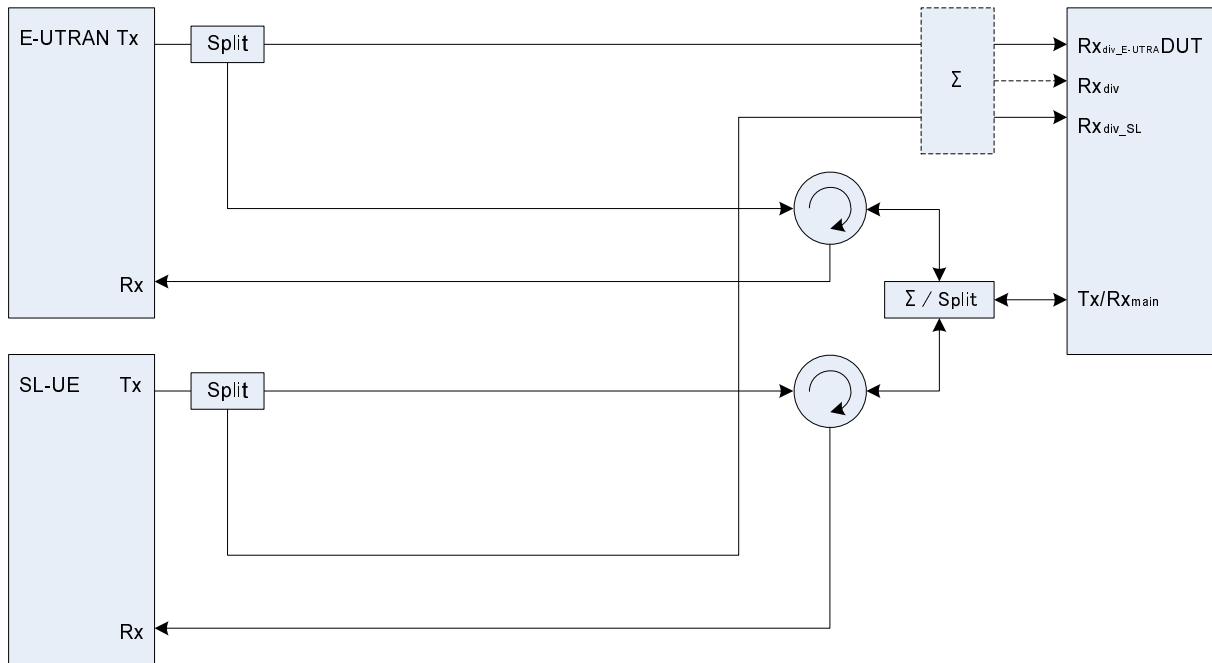 E-UTRAN Tx
Split
Σ
Rxdiv_E-UTRA DUT
Rxdiv
Rxdiv_SL
Rx
Σ / Split
Tx/Rxmain
SL-UE Tx
Split
Rx